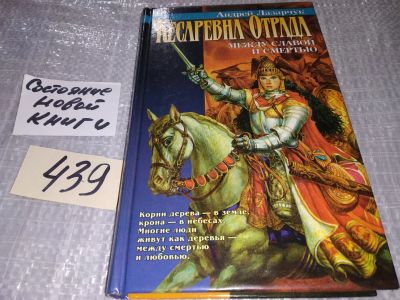 Андрей Лазарчук
КЕСАРЕВНА ОТРАДА
МЕЖДУ СЛАВОЙ
И СМЕРТЬЮ
Состояние
новой
книги
439
Корни дерева — в земле,
крона — в небесах.
Многие люди
живут как деревья —
между смертью
и любовью.